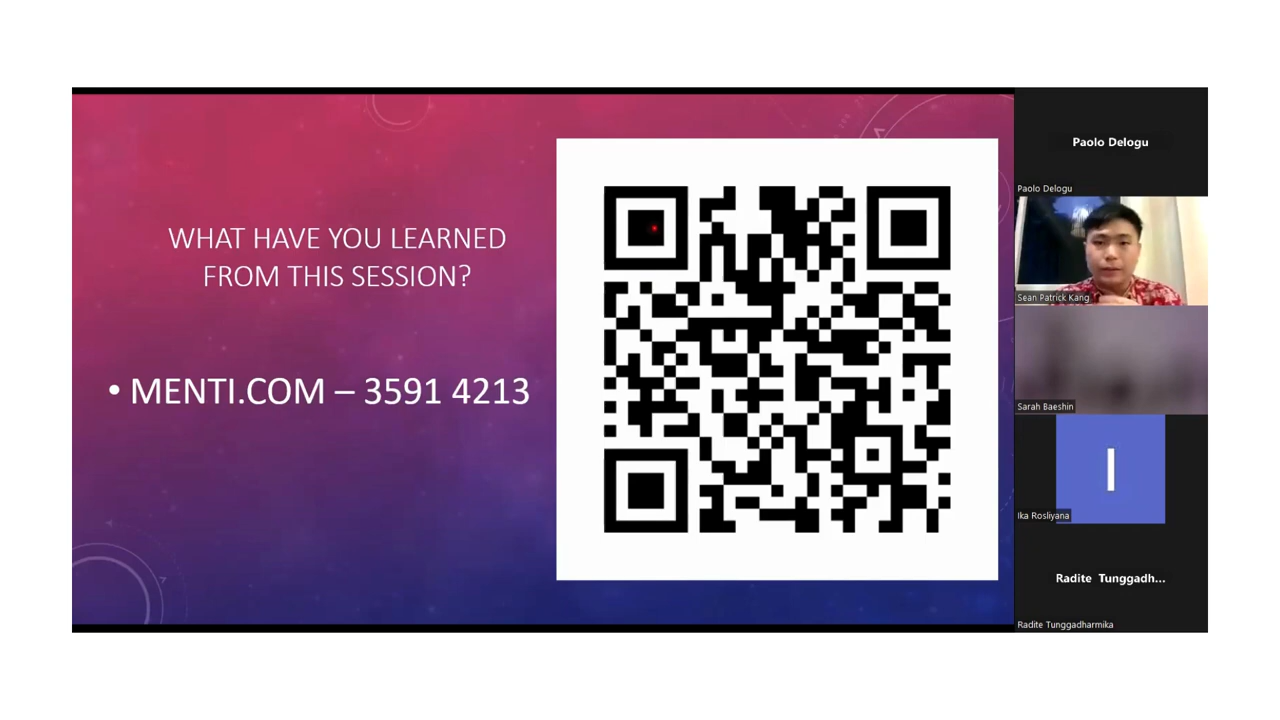 WHAT HAVE YOU LEARNED
FROM THIS SESSION?
• MENTI.COM – 3591 4213
Paolo Delogu
Paolo Delogu
Sean Patrick Kang
Sarah Baeshin
I
Ika Rosliyana
Radite Tunggadh...
Radite Tunggadharmika